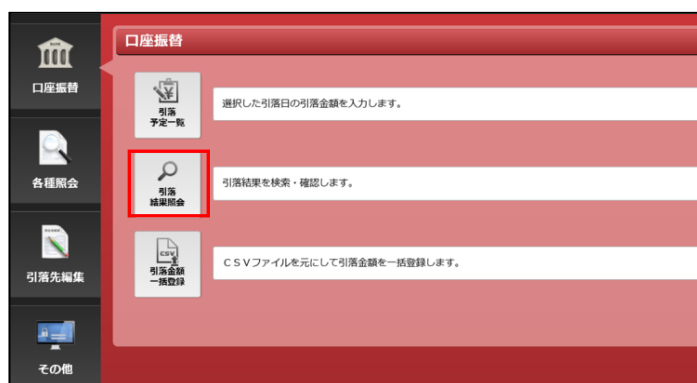 口座振替
口座振替
引落
予定一覧
選択した引落日の引落金額を入力します。
各種照会
引落
結果照会
引落結果を検索・確認します。
引落先編集
CSV
引落金額
一括登録
ＣＳＶファイルを元にして引落金額を一括登録します。
その他